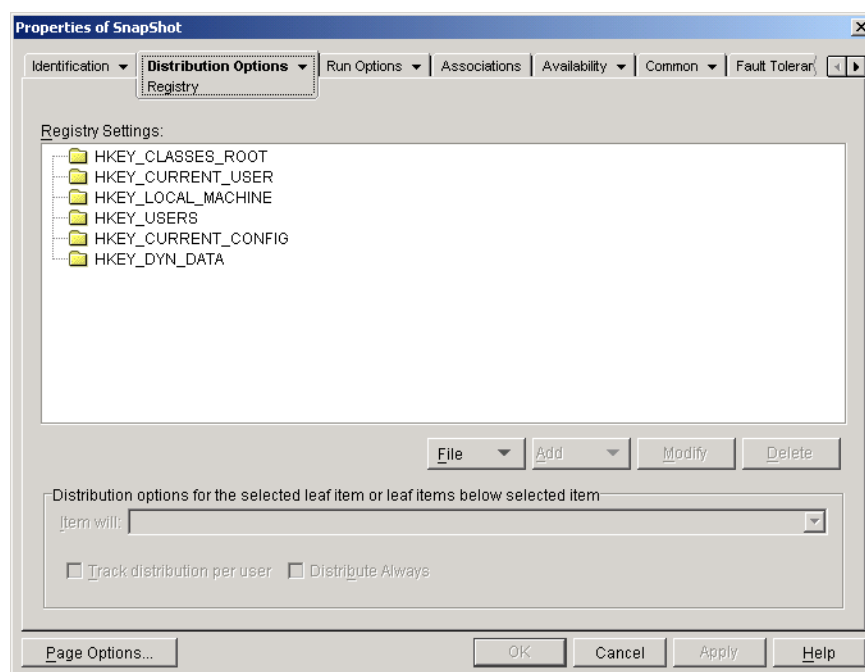 Properties of SnapShot
Identification
Distribution Options
Run Options
Associations
Availability
Common
Fault Toleran
Registry
Registry Settings:
HKEY_CLASSES_ROOT
HKEY_CURRENT_USER
HKEY_LOCAL_MACHINE
HKEY_USERS
HKEY_CURRENT_CONFIG
HKEY_DYN_DATA
File
Add
Modify
Delete
Distribution options for the selected leaf item or leaf items below selected item
Item will:
Track distribution per user
Distribute Always
Page Options...
OK
Cancel
Apply
Help